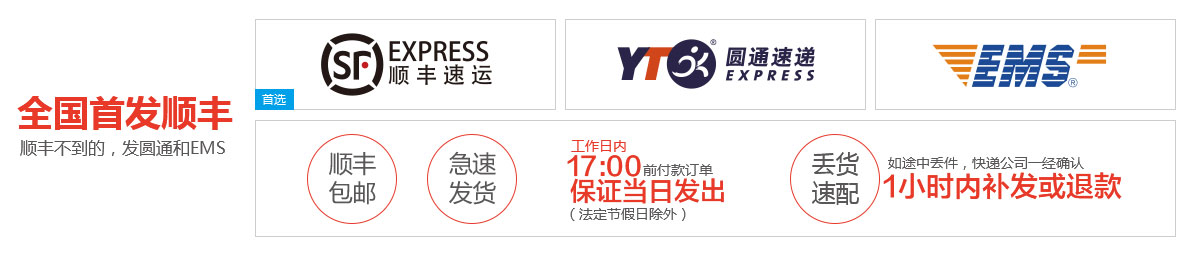 全国首发顺丰
顺丰不到的，发圆通和EMS
首选
SF EXPRESS
顺丰速运
YTO® 圆通速递
EXPRESS
EMS®
顺丰
包邮
急速
发货
工作日内
17:00前付款订单
保证当日发出
（法定节假日除外）
丢货
速配
如途中丢件，快递公司一经确认
1小时内补发或退款